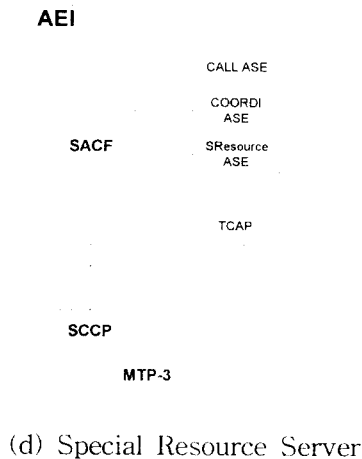 AEI
CALL ASE
COORDI
ASE
SACF
SResource
ASE
TCAP
SCCP
MTP-3
(d) Special Resource Server